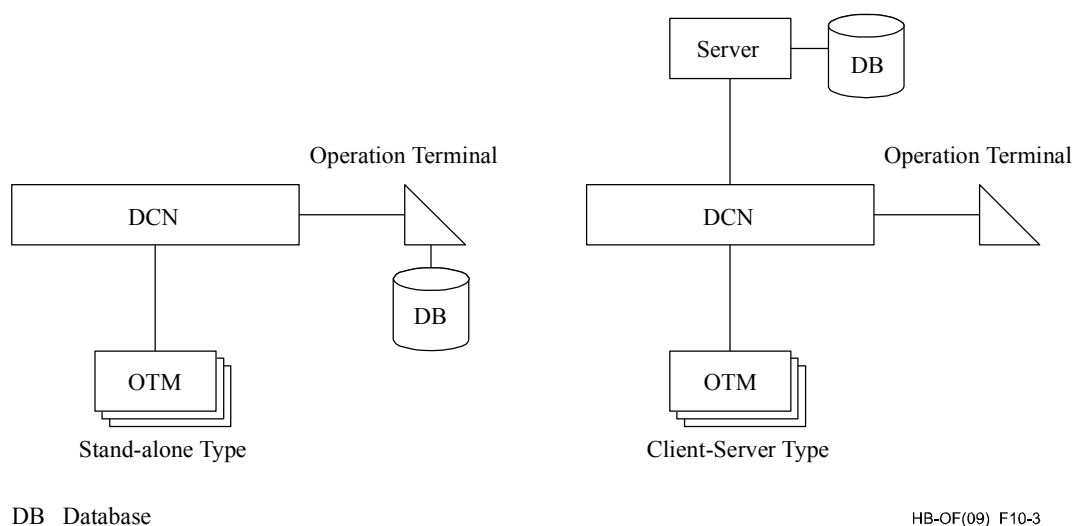 Operation Terminal
DCN
DB
OTM
Stand-alone Type
Server
DB
Operation Terminal
DCN
OTM
Client-Server Type
DB Database
HB-OF(09)_F10-3